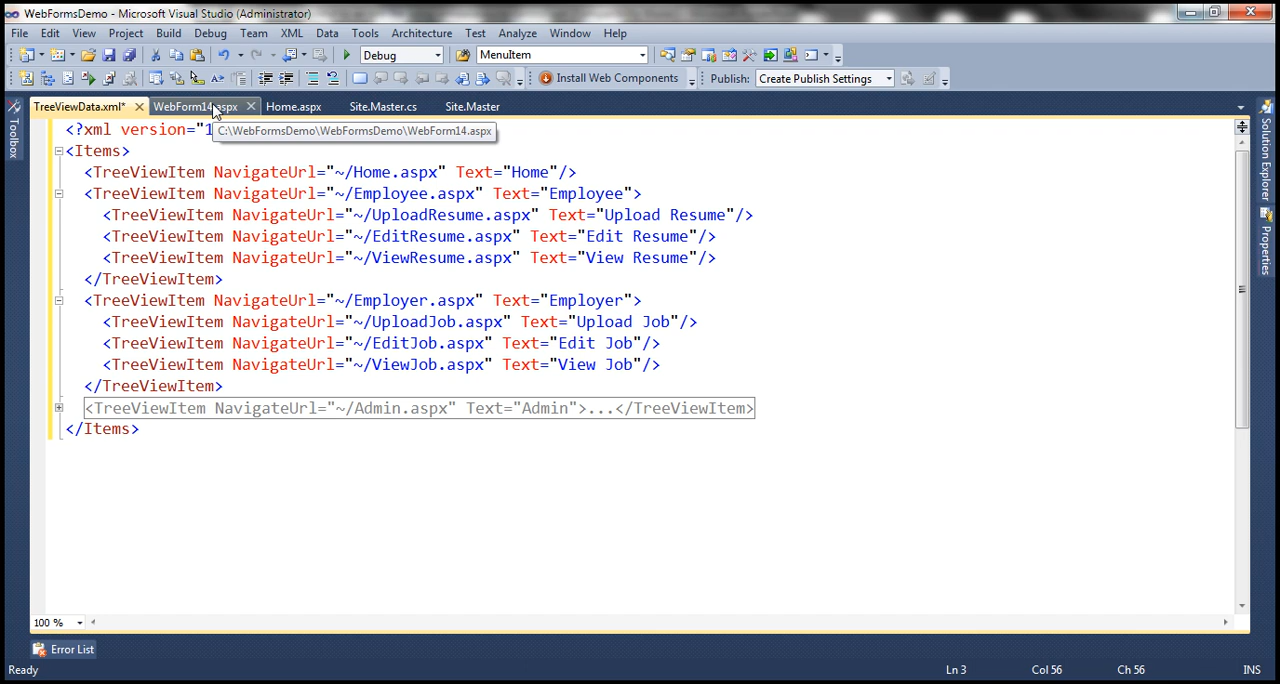 WebFormsDemo - Microsoft Visual Studio (Administrator)
File Edit View Project Build Debug Team XML Data Tools Architecture Test Analyze Window Help
Debug MenuItem
Install Web Components Publish: Create Publish Settings
TreeViewData.xml* WebForm14.aspx Home.aspx Site.Master.cs Site.Master
<?xml version="1
C:\WebFormsDemo\WebFormsDemo\WebForm14.aspx
<Items>
<TreeViewItem NavigateUrl="~/Home.aspx" Text="Home"/>
<TreeViewItem NavigateUrl="~/Employee.aspx" Text="Employee">
<TreeViewItem NavigateUrl="~/UploadResume.aspx" Text="Upload Resume"/>
<TreeViewItem NavigateUrl="~/EditResume.aspx" Text="Edit Resume"/>
<TreeViewItem NavigateUrl="~/ViewResume.aspx" Text="View Resume"/>
</TreeViewItem>
<TreeViewItem NavigateUrl="~/Employer.aspx" Text="Employer">
<TreeViewItem NavigateUrl="~/UploadJob.aspx" Text="Upload Job"/>
<TreeViewItem NavigateUrl="~/EditJob.aspx" Text="Edit Job"/>
<TreeViewItem NavigateUrl="~/ViewJob.aspx" Text="View Job"/>
</TreeViewItem>
<TreeViewItem NavigateUrl="~/Admin.aspx" Text="Admin">...</TreeViewItem>
</Items>
Toolbox
Solution Explorer
Properties
100 %
Error List
Ready Ln 3 Col 56 Ch 56 INS